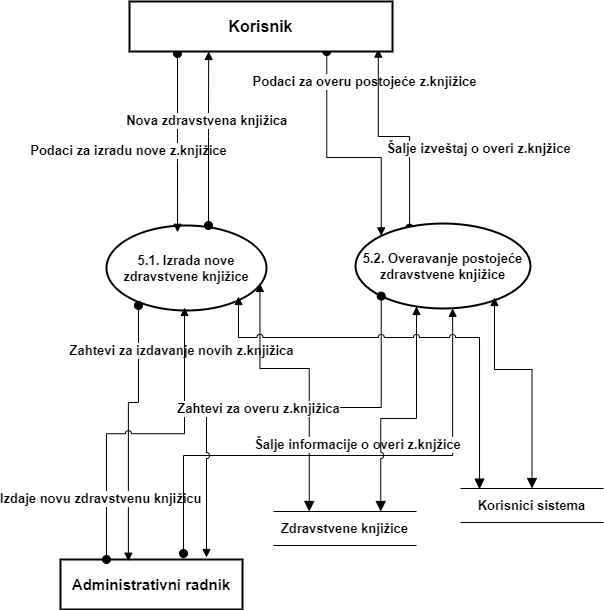 Korisnik
Podaci za overu postojeće z.knjižice
Nova zdravstvena knjižica
Podaci za izradu nove z.knjižice
Šalje izveštaj o overi z.knjžice
5.1. Izrada nove
zdravstvene knjižice
5.2. Overavanje postojeće
zdravstvene knjižice
Zahtevi za izdavanje novih z.knjižica
Zahtevi za overu z.knjižica
Šalje informacije o overi z.knjžice
Izdaje novu zdravstvenu knjižicu
Korisnici sistema
Zdravstvene knjižice
Administrativni radnik